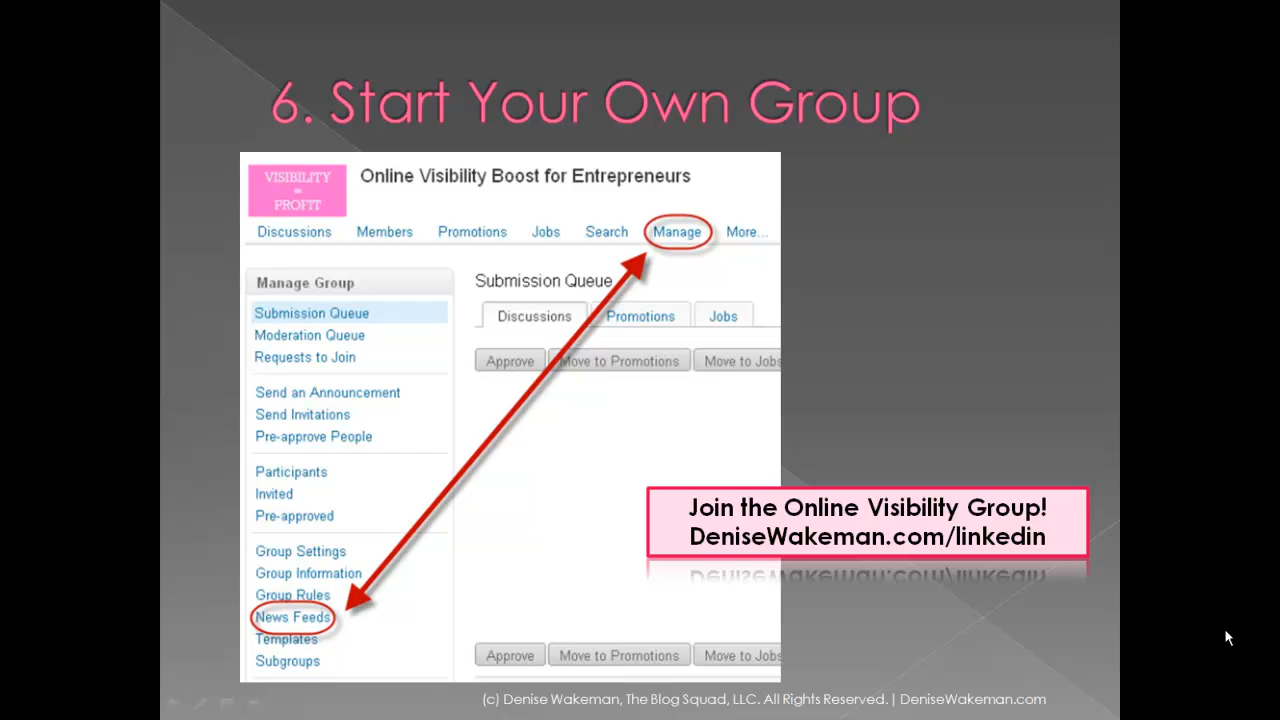 6. Start Your Own Group
VISIBILITY
=
PROFIT
Online Visibility Boost for Entrepreneurs
Discussions Members Promotions Jobs Search Manage More...
Manage Group
Submission Queue
Moderation Queue
Requests to Join
Send an Announcement
Send Invitations
Pre-approve People
Participants
Invited
Pre-approved
Group Settings
Group Information
Group Rules
News Feeds
Templates
Subgroups
Submission Queue
Discussions Promotions Jobs
Approve Move to Promotions Move to Jobs
Approve Move to Promotions Move to Jobs
Join the Online Visibility Group!
DeniseWakeman.com/linkedin
(c) Denise Wakeman, The Blog Squad, LLC. All Rights Reserved. | DeniseWakeman.com